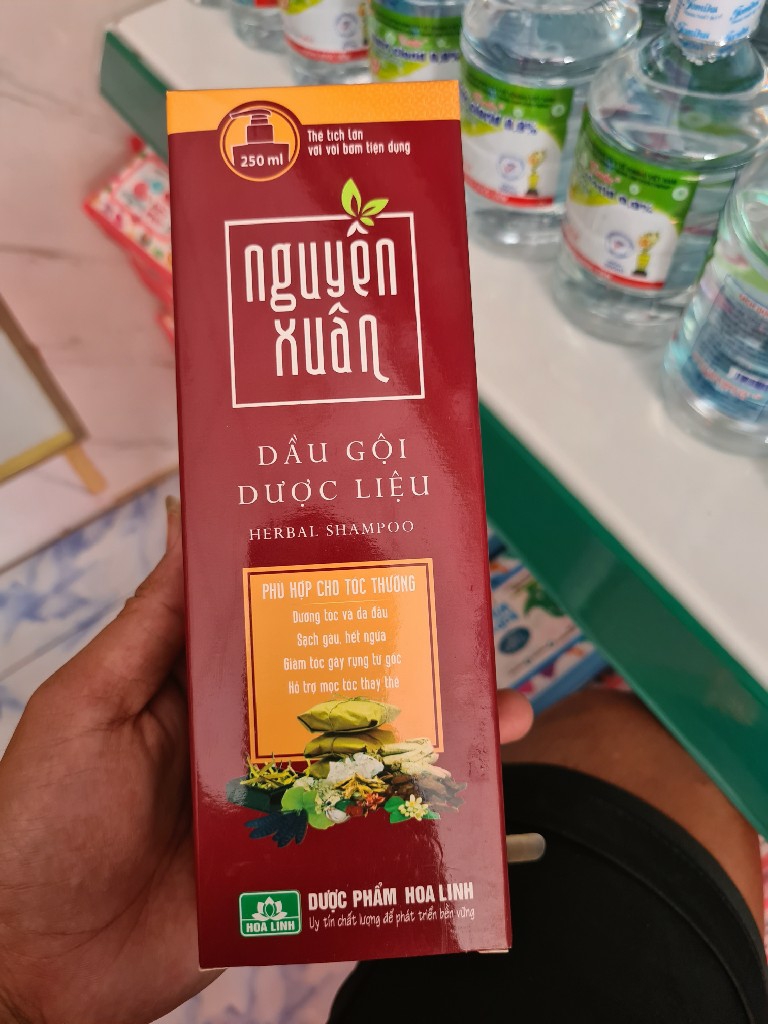 250 ml
Thể tích lớn
với vòi bơm tiện dụng
nguyên
xuân
DẦU GỘI
DƯỢC LIỆU
HERBAL SHAMPOO
PHÙ HỢP CHO TÓC THƯỜNG
Dưỡng tóc và da đầu
Sạch gàu, hết ngứa
Giảm tóc gãy rụng từ gốc
Hỗ trợ mọc tóc thay thế
HOA LINH
DƯỢC PHẨM HOA LINH
Uy tín chất lượng để phát triển bền vững
0.9%